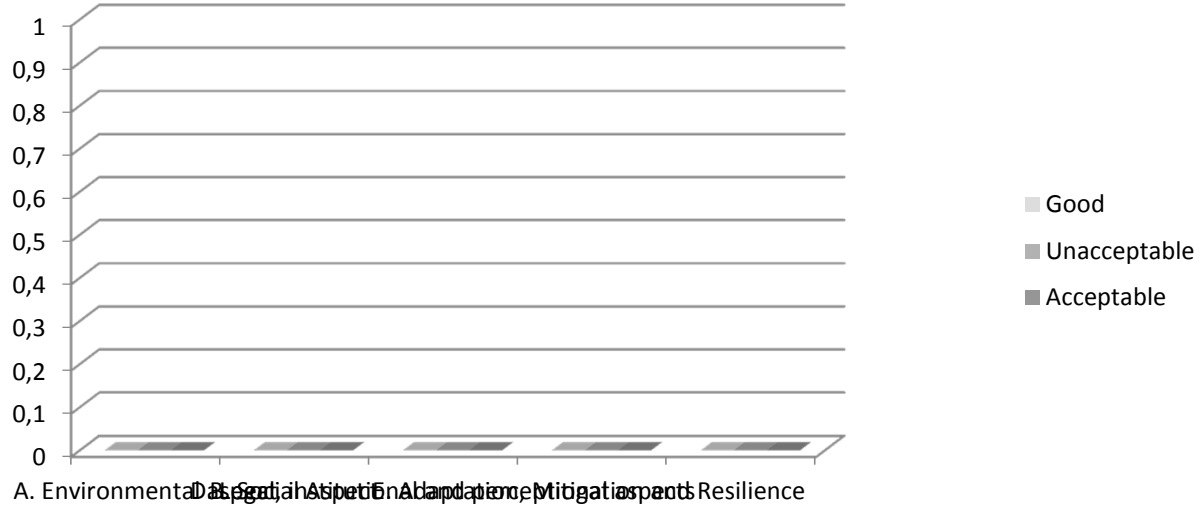 1
0,9
0,8
0,7
0,6
0,5
0,4
0,3
0,2
0,1
0
A. Environmental
Resilience
Good
Unacceptable
Acceptable